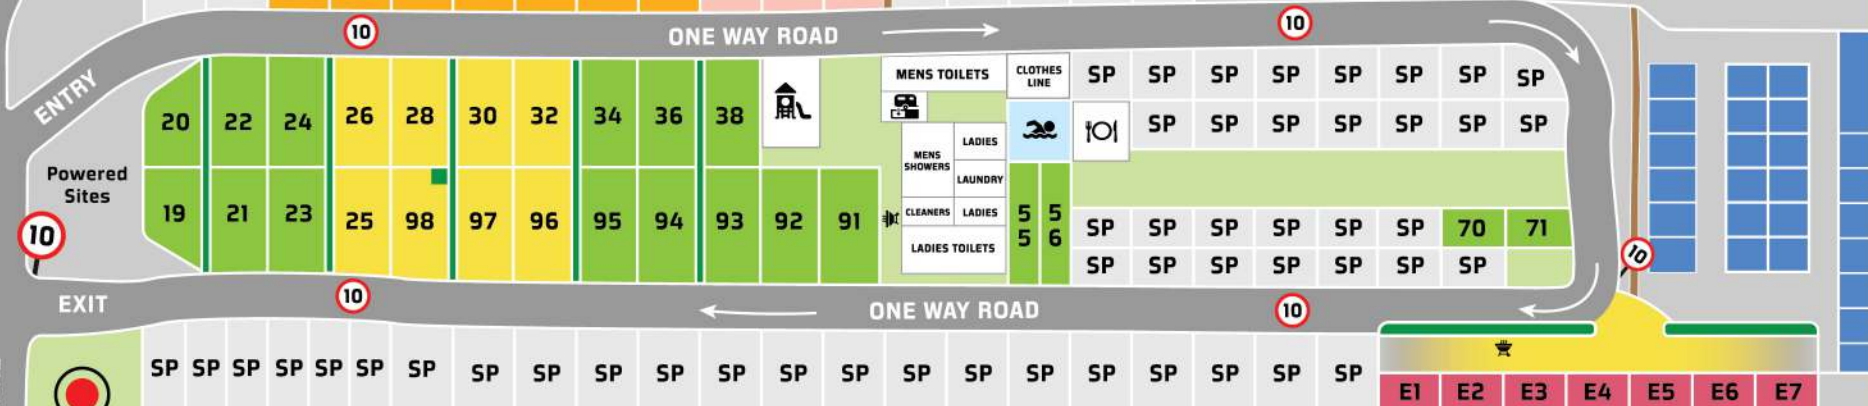 10
ONE WAY ROAD
10
ENTRY
20 22 24 26 28 30 32 34 36 38
MENS TOILETS
CLOTHES
LINE
SP SP SP SP SP SP SP SP
SP SP SP SP SP SP SP
MENS
SHOWERS
LADIES
LAUNDRY
CLEANERS
LADIES
LADIES TOILETS
Powered
Sites
10
19 21 23 25 98 97 96 95 94 93 92 91
5 5
5 6
SP SP SP SP SP SP 70 71
SP SP SP SP SP SP SP
10
EXIT
10
ONE WAY ROAD
10
SP SP SP SP SP SP SP SP SP SP SP SP SP SP SP SP SP SP SP SP SP SP
E1 E2 E3 E4 E5 E6 E7